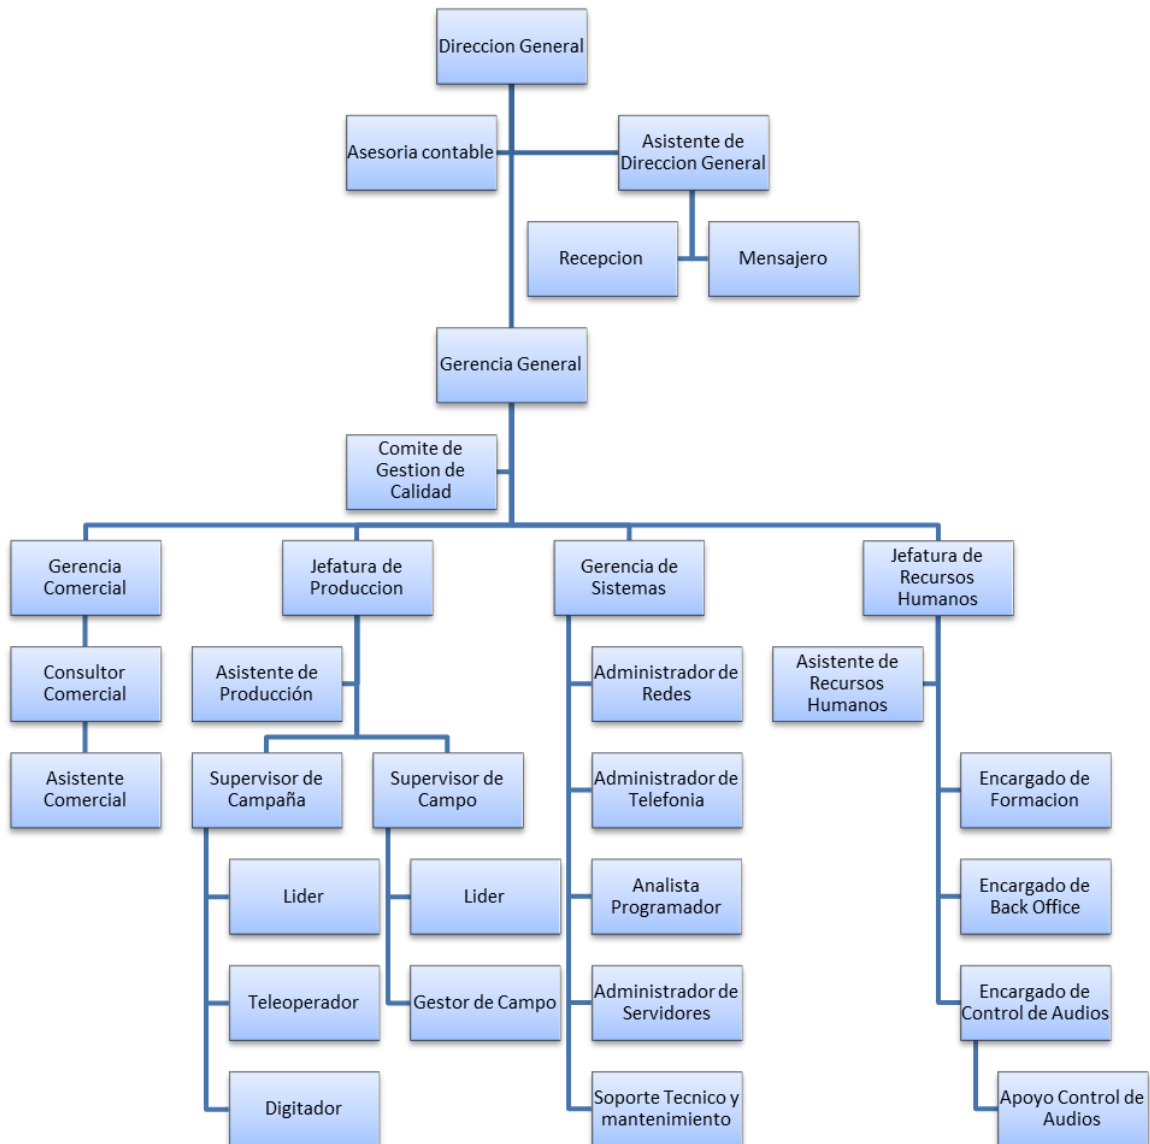 Direccion General
Asesoria contable
Asistente de
Direccion General
Recepcion
Mensajero
Gerencia General
Comite de
Gestion de
Calidad
Gerencia
Comercial
Jefatura de
Produccion
Gerencia de
Sistemas
Jefatura de
Recursos
Humanos
Consultor
Comercial
Asistente de
Producción
Administrador de
Redes
Asistente de
Recursos
Humanos
Asistente
Comercial
Supervisor de
Campaña
Supervisor de
Campo
Administrador de
Telefonia
Encargado de
Formacion
Lider
Lider
Analista
Programador
Encargado de
Back Office
Teleoperador
Gestor de Campo
Administrador de
Servidores
Encargado de
Control de Audios
Digitador
Soporte Tecnico y
mantenimiento
Apoyo Control de
Audios